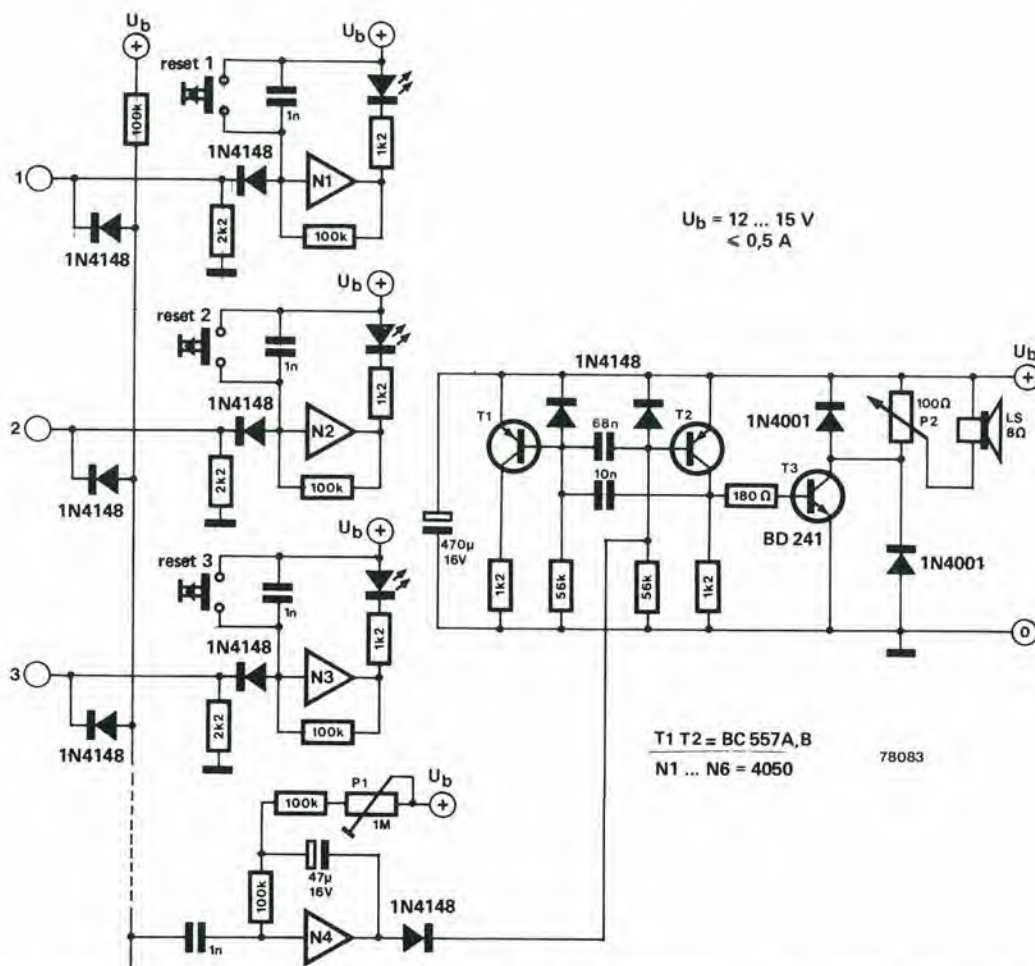 Ub
+
reset 1
100k
1n
Ub
+
1k2
1N4148
1
N1
2k2
100k
1N4148
Ub = 12 ... 15 V
≤ 0,5 A
Ub
+
reset 2
1n
1k2
1N4148
2
N2
2k2
100k
1N4148
Ub
+
reset 3
1n
1k2
1N4148
3
N3
2k2
100k
1N4148
1N4148
Ub
+
T1
68n
T2
1N4001
100Ω
P2
LS
8Ω
10n
180 Ω
T3
BD 241
470µ
16V
1k2
56k
56k
1k2
1N4001
0
T1 T2 = BC 557A,B
N1 ... N6 = 4050
78083
P1
Ub
+
100k
1M
47µ
16V
100k
1N4148
N4
1n